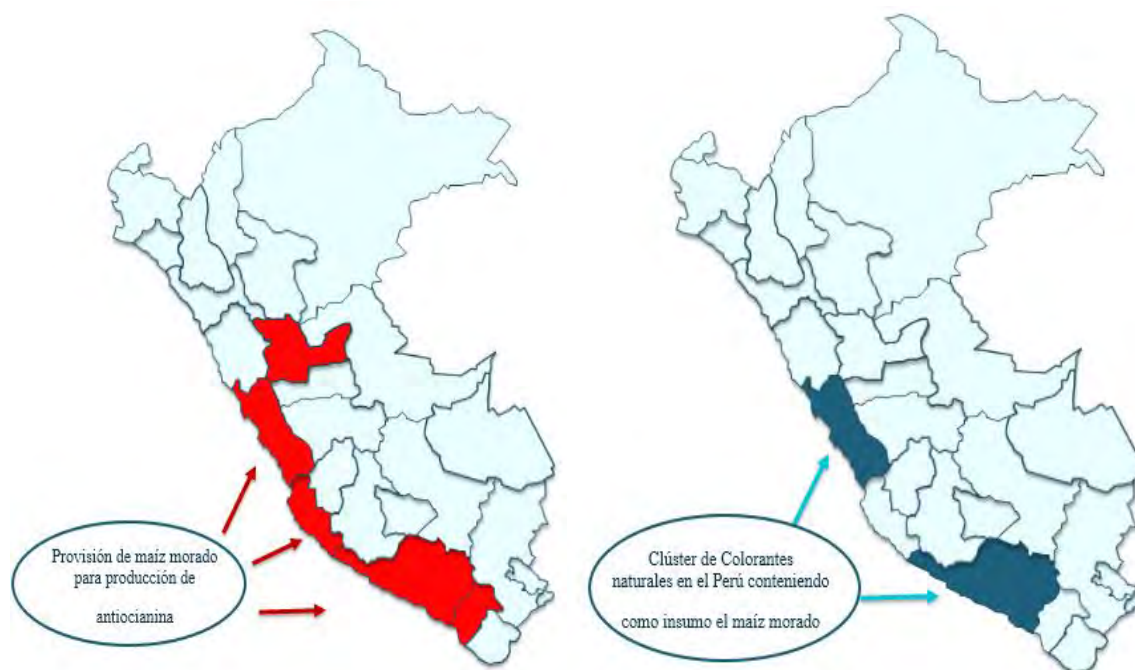 Provisión de maíz morado
para producción de
antiocianina
Clúster de Colorantes
naturales en el Perú conteniendo
como insumo el maíz morado